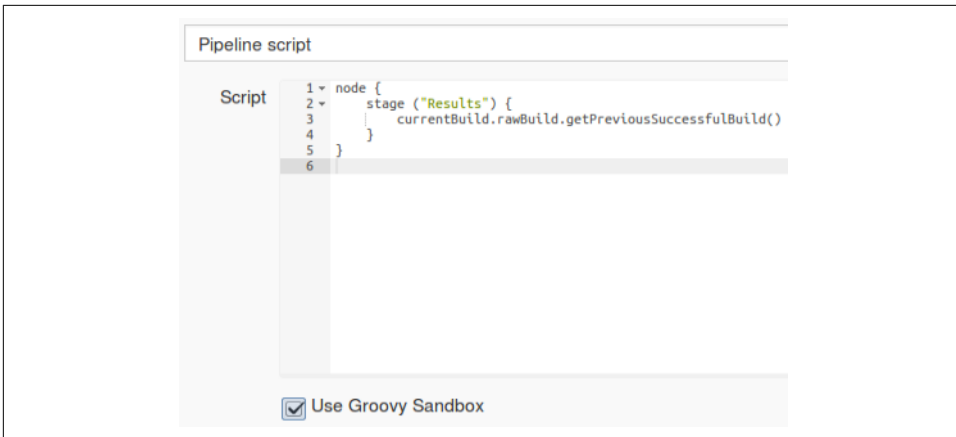 Pipeline script
Script
1 node {
2     stage ("Results") {
3         currentBuild.rawBuild.getPreviousSuccessfulBuild()
4     }
5 }
6
Use Groovy Sandbox